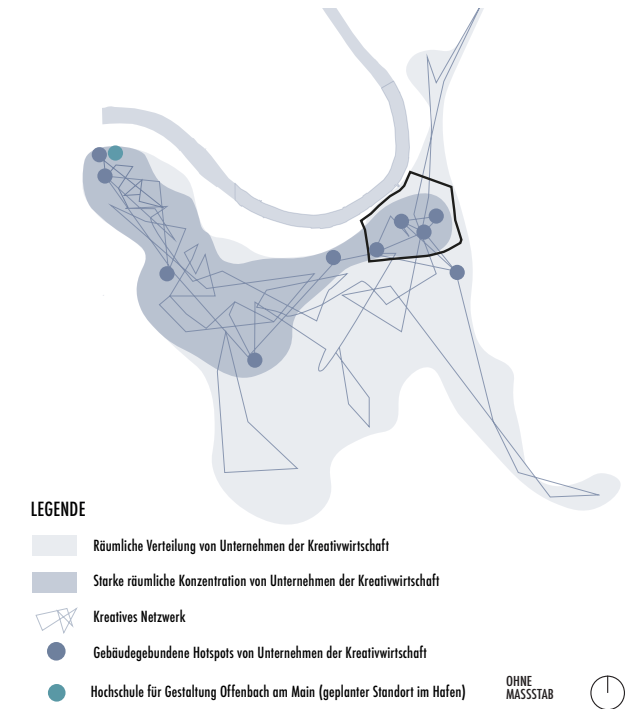 LEGENDE
Räumliche Verteilung von Unternehmen der Kreativwirtschaft
Starke räumliche Konzentration von Unternehmen der Kreativwirtschaft
Kreatives Netzwerk
Gebäudegebundene Hotspots von Unternehmen der Kreativwirtschaft
Hochschule für Gestaltung Offenbach am Main (geplanter Standort im Hafen)
OHNE
MASSSTAB